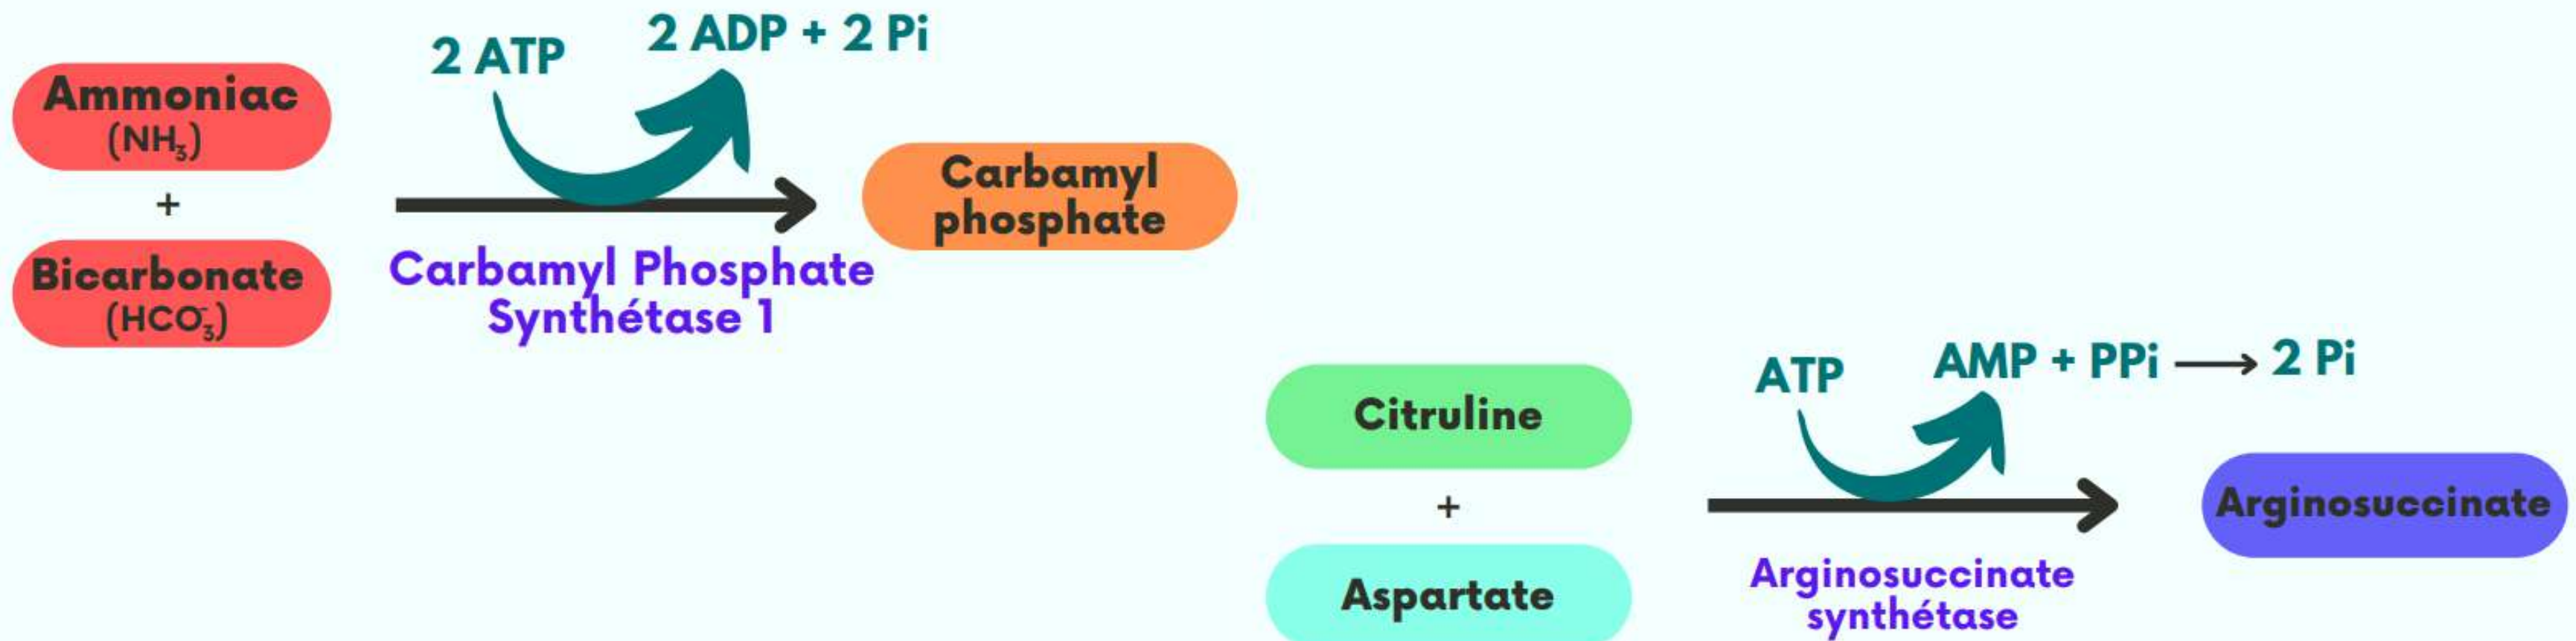 2 ATP
2 ADP + 2 Pi
Ammoniac
(NH₃)
+
Bicarbonate
(HCO₃⁻)
Carbamyl Phosphate
Synthétase 1
Carbamyl
phosphate
Citruline
+
Aspartate
ATP
AMP + PPi → 2 Pi
Arginosuccinate
synthétase
Arginosuccinate